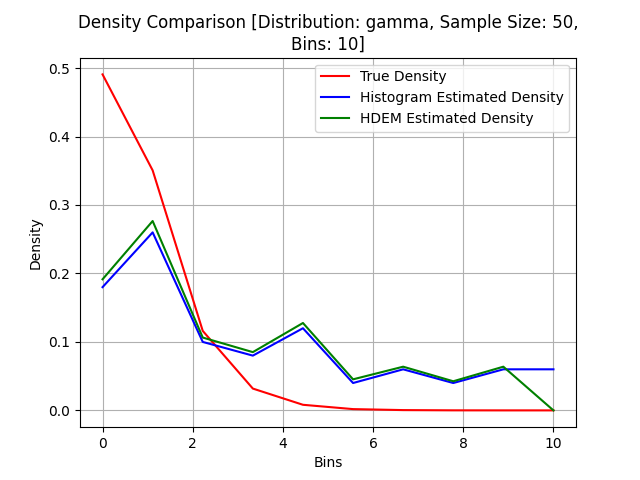 Density Comparison [Distribution: gamma, Sample Size: 50,
Bins: 10]
True Density
Histogram Estimated Density
HDEM Estimated Density
Density
0.5
0.4
0.3
0.2
0.1
0.0
0 2 4 6 8 10
Bins